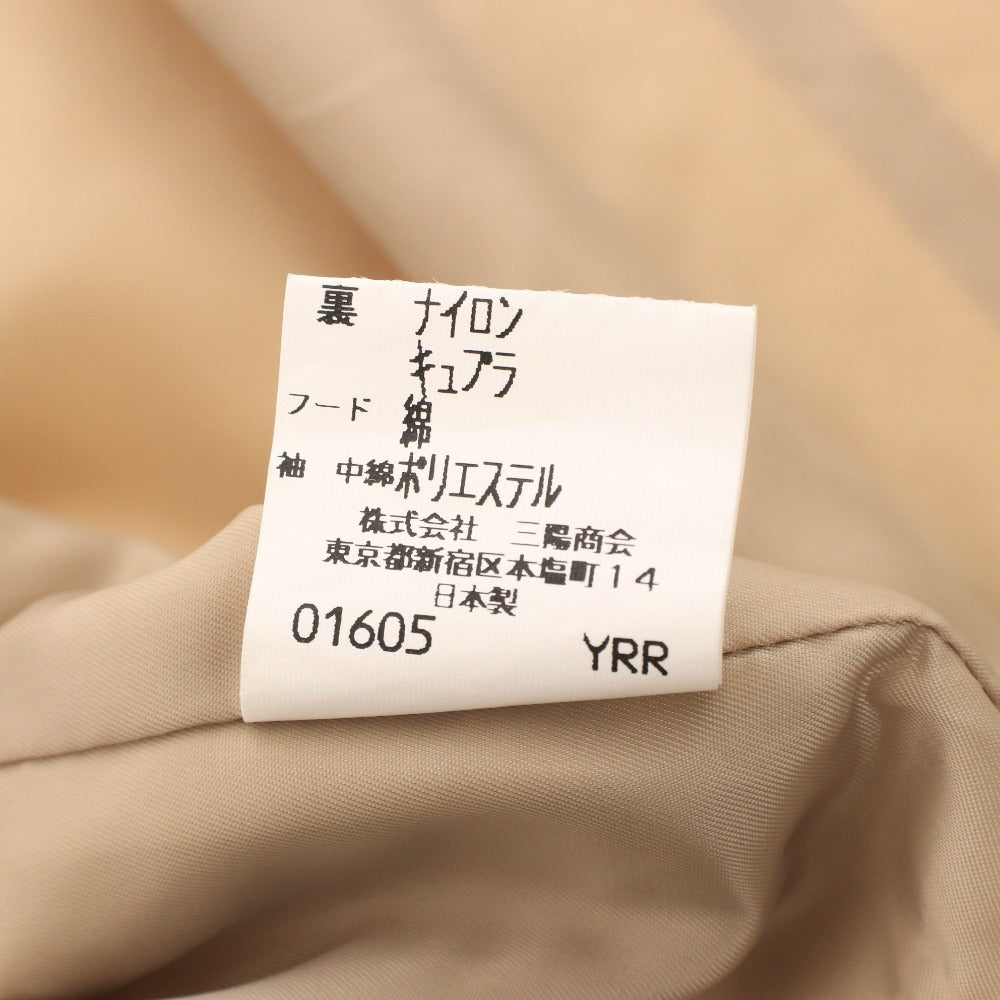 裏 ナイロン
キュプラ
フード 綿
袖 中綿ポリエステル
株式会社 三陽商会
東京都新宿区本塩町14
日本製
01605 YRR